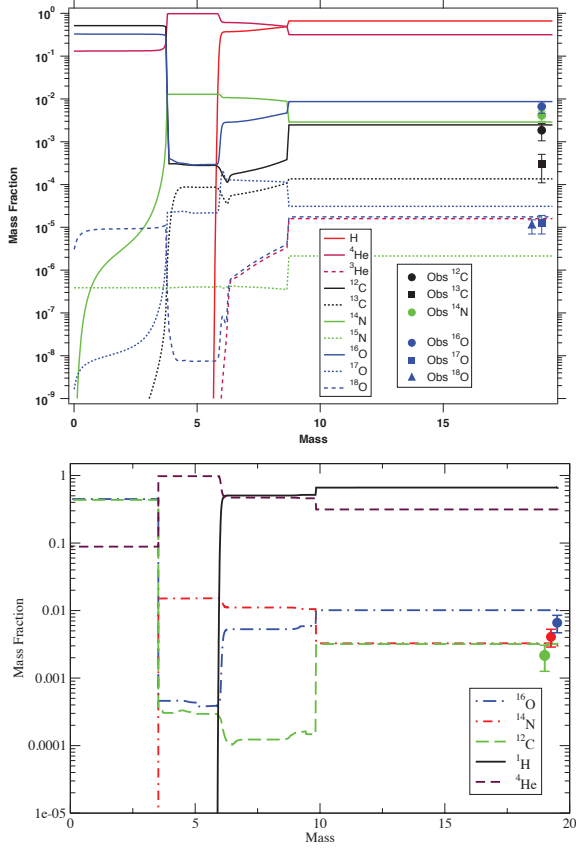 10⁰
10⁻¹
10⁻²
10⁻³
10⁻⁴
10⁻⁵
10⁻⁶
10⁻⁷
10⁻⁸
10⁻⁹
Mass Fraction
H
⁴He
³He
¹²C
¹³C
¹⁴N
¹⁵N
¹⁶O
¹⁷O
¹⁸O
Obs ¹²C
Obs ¹³C
Obs ¹⁴N
Obs ¹⁶O
Obs ¹⁷O
Obs ¹⁸O
0 5 10 15
Mass
1
0.1
0.01
0.001
0.0001
1e-05
Mass Fraction
¹⁶O
¹⁴N
¹²C
¹H
⁴He
0 5 10 15 20
Mass